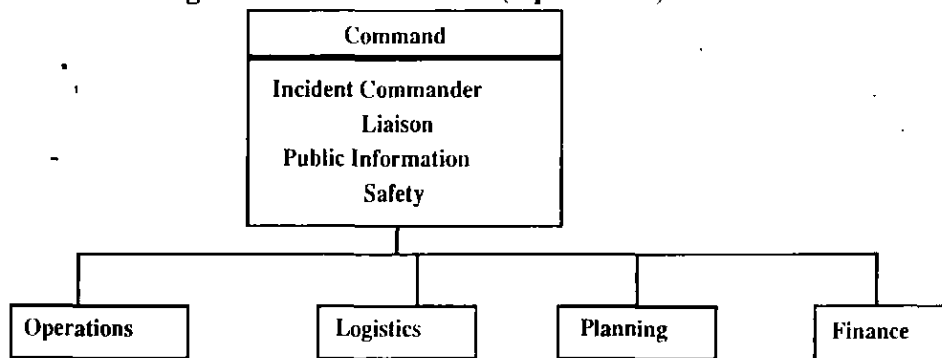 Command
Incident Commander
Liaison
Public Information
Safety
Operations
Logistics
Planning
Finance